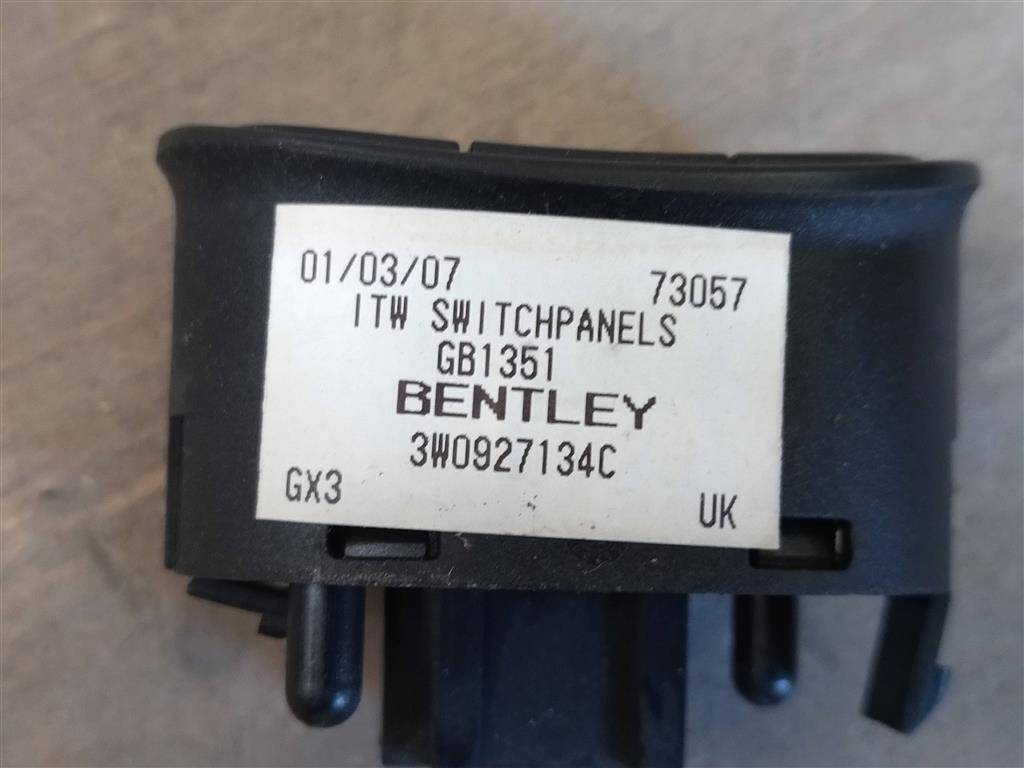 01/03/07 73057
ITW SWITCHPANELS
GB1351
BENTLEY
3W0927134C
GX3 UK